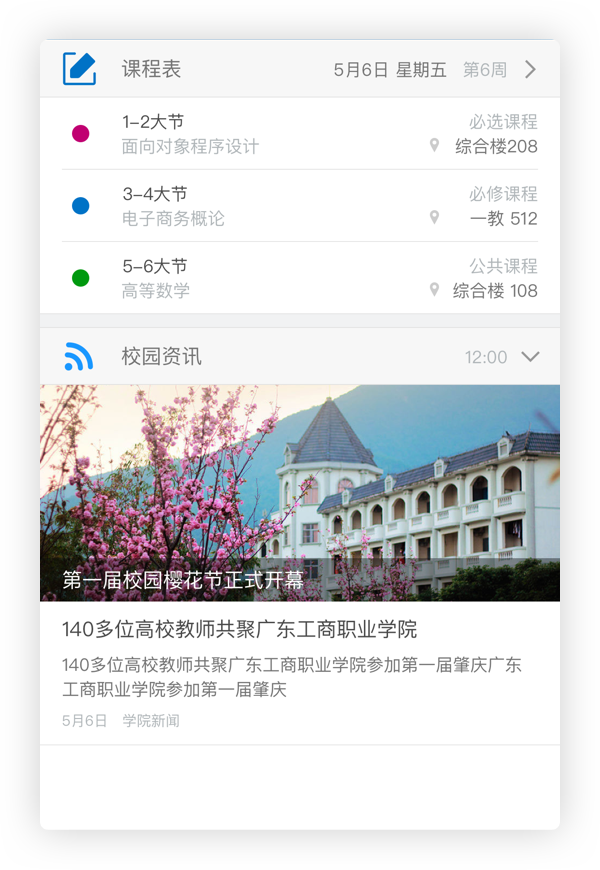 课程表 5月6日 星期五 第6周
1–2大节 必选课程
面向对象程序设计 综合楼208
3–4大节 必修课程
电子商务概论 一教 512
5–6大节 公共课程
高等数学 综合楼 108
校园资讯 12:00
第一届校园樱花节正式开幕
140多位高校教师共聚广东工商职业学院
140多位高校教师共聚广东工商职业学院参加第一届肇庆广东
工商职业学院参加第一届肇庆
5月6日 学院新闻